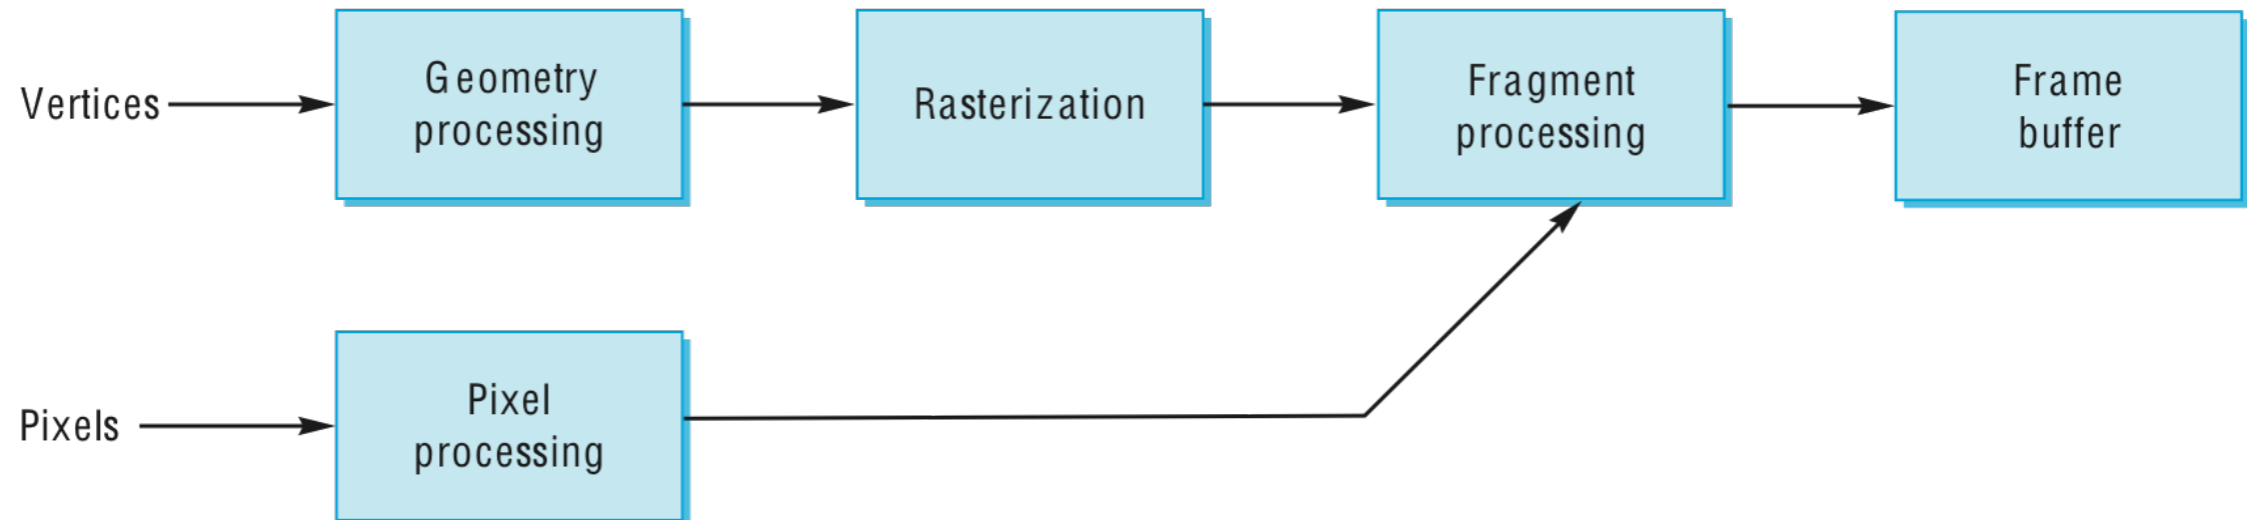 Vertices
Geometry
processing
Rasterization
Fragment
processing
Frame
buffer
Pixels
Pixel
processing